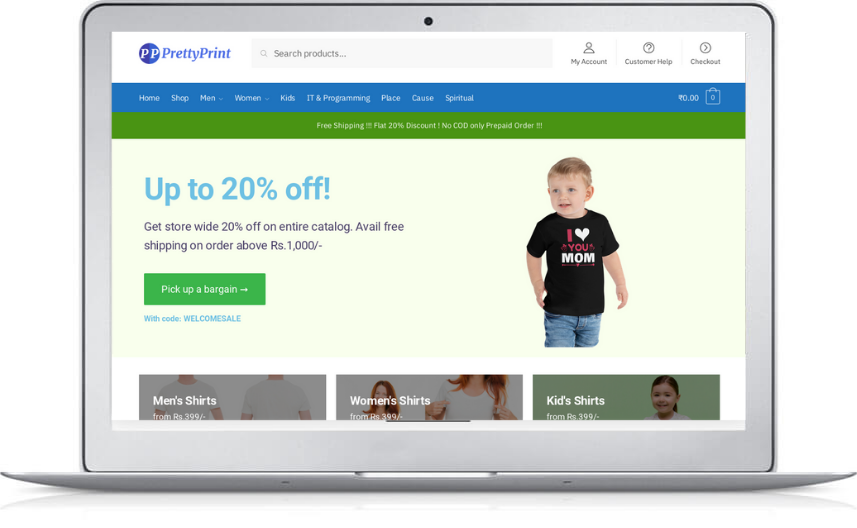 PP PrettyPrint
Search products...
My Account
Customer Help
Checkout
Home Shop Men Women Kids IT & Programming Place Cause Spiritual
₹0.00 0
Free Shipping !!! Flat 20% Discount ! No COD only Prepaid Order !!!
Up to 20% off!
Get store wide 20% off on entire catalog. Avail free
shipping on order above Rs.1,000/-
Pick up a bargain →
With code: WELCOMESALE
I ♥
YOU
MOM
Men's Shirts
from Rs.399/-
Women's Shirts
from Rs.399/-
Kid's Shirts
from Rs.399/-